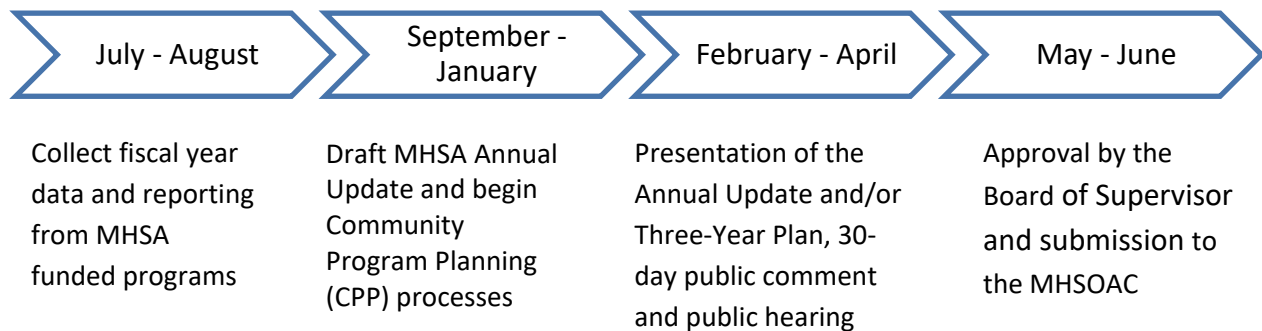 July - August
September -
January
February - April
May - June
Collect fiscal year
data and reporting
from MHSA
funded programs
Draft MHSA Annual
Update and begin
Community
Program Planning
(CPP) processes
Presentation of the
Annual Update and/or
Three-Year Plan, 30-
day public comment
and public hearing
Approval by the
Board of Supervisor
and submission to
the MHSOAC